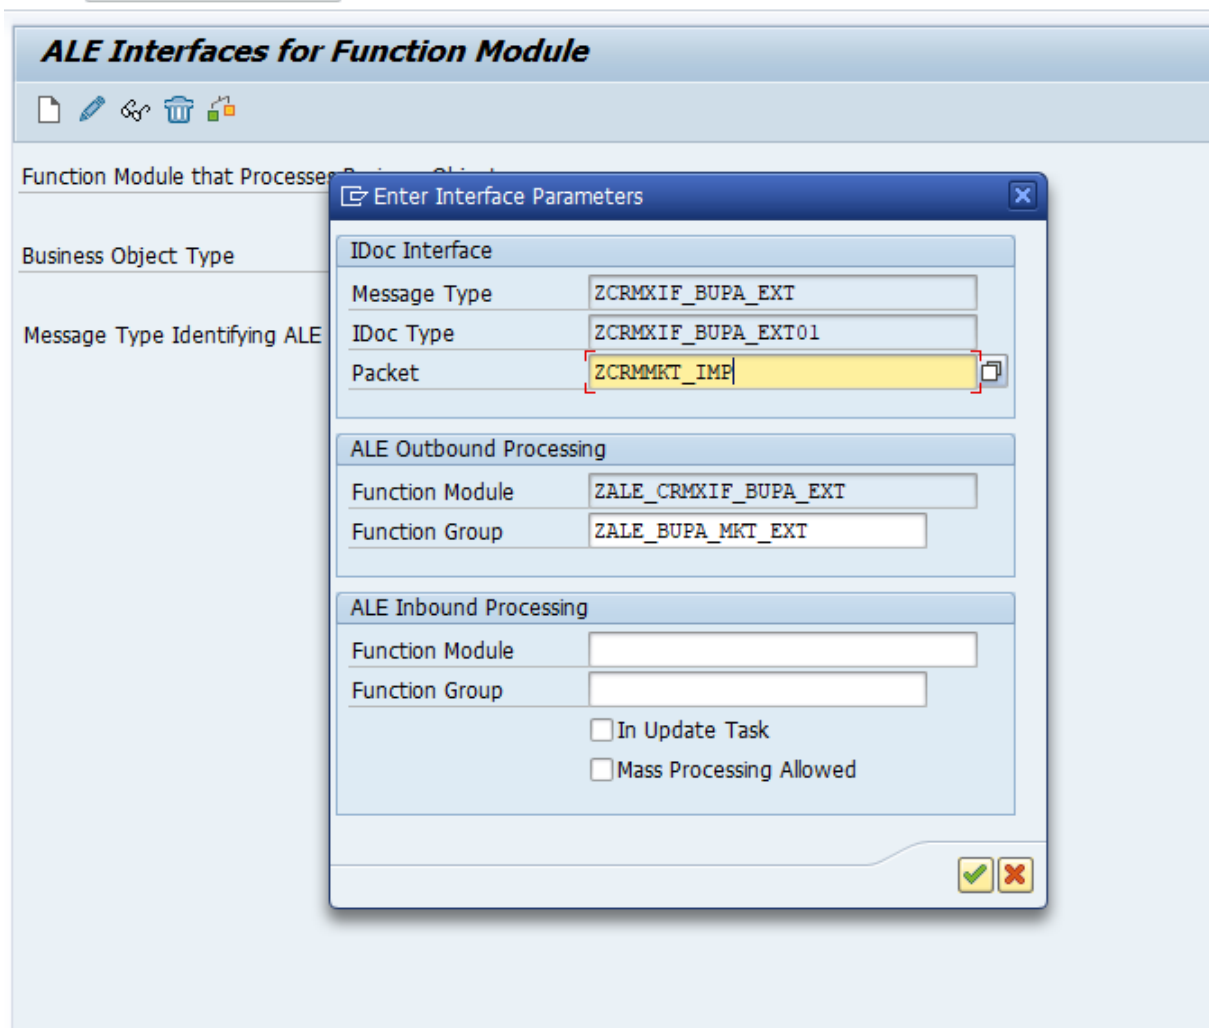 ALE Interfaces for Function Module
Function Module that Processes
Enter Interface Parameters
IDoc Interface
Business Object Type
Message Type ZCRMXIF_BUPA_EXT
Message Type Identifying ALE
IDoc Type ZCRMXIF_BUPA_EXT01
Packet ZCRMMKT_IMP
ALE Outbound Processing
Function Module ZALE_CRMXIF_BUPA_EXT
Function Group ZALE_BUPA_MKT_EXT
ALE Inbound Processing
Function Module
Function Group
In Update Task
Mass Processing Allowed